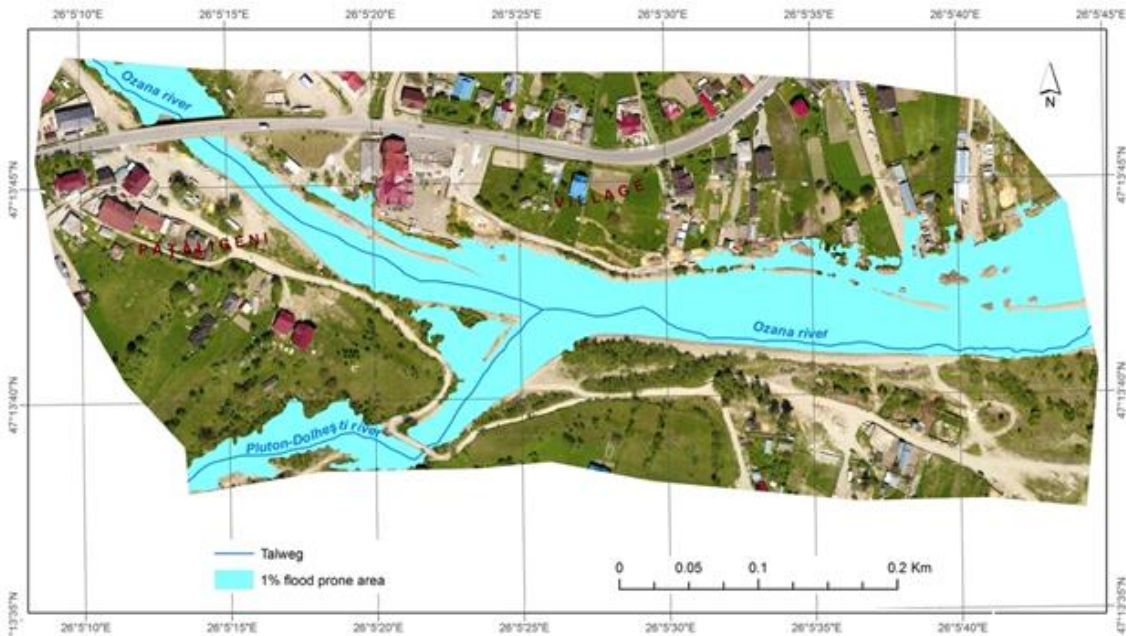 26°5'10"E 26°5'15"E 26°5'20"E 26°5'25"E 26°5'30"E 26°5'35"E 26°5'40"E 26°5'45"E
Ozana river
N
47°13'45"N
47°13'45"N
VILLAGE
PATALIGENI
Ozana river
47°13'40"N
47°13'40"N
Pluton-Dolheşti river
Talweg
1% flood prone area
0 0.05 0.1 0.2 Km
47°13'35"N
47°13'35"N
26°5'10"E 26°5'15"E 26°5'20"E 26°5'25"E 26°5'30"E 26°5'35"E 26°5'40"E